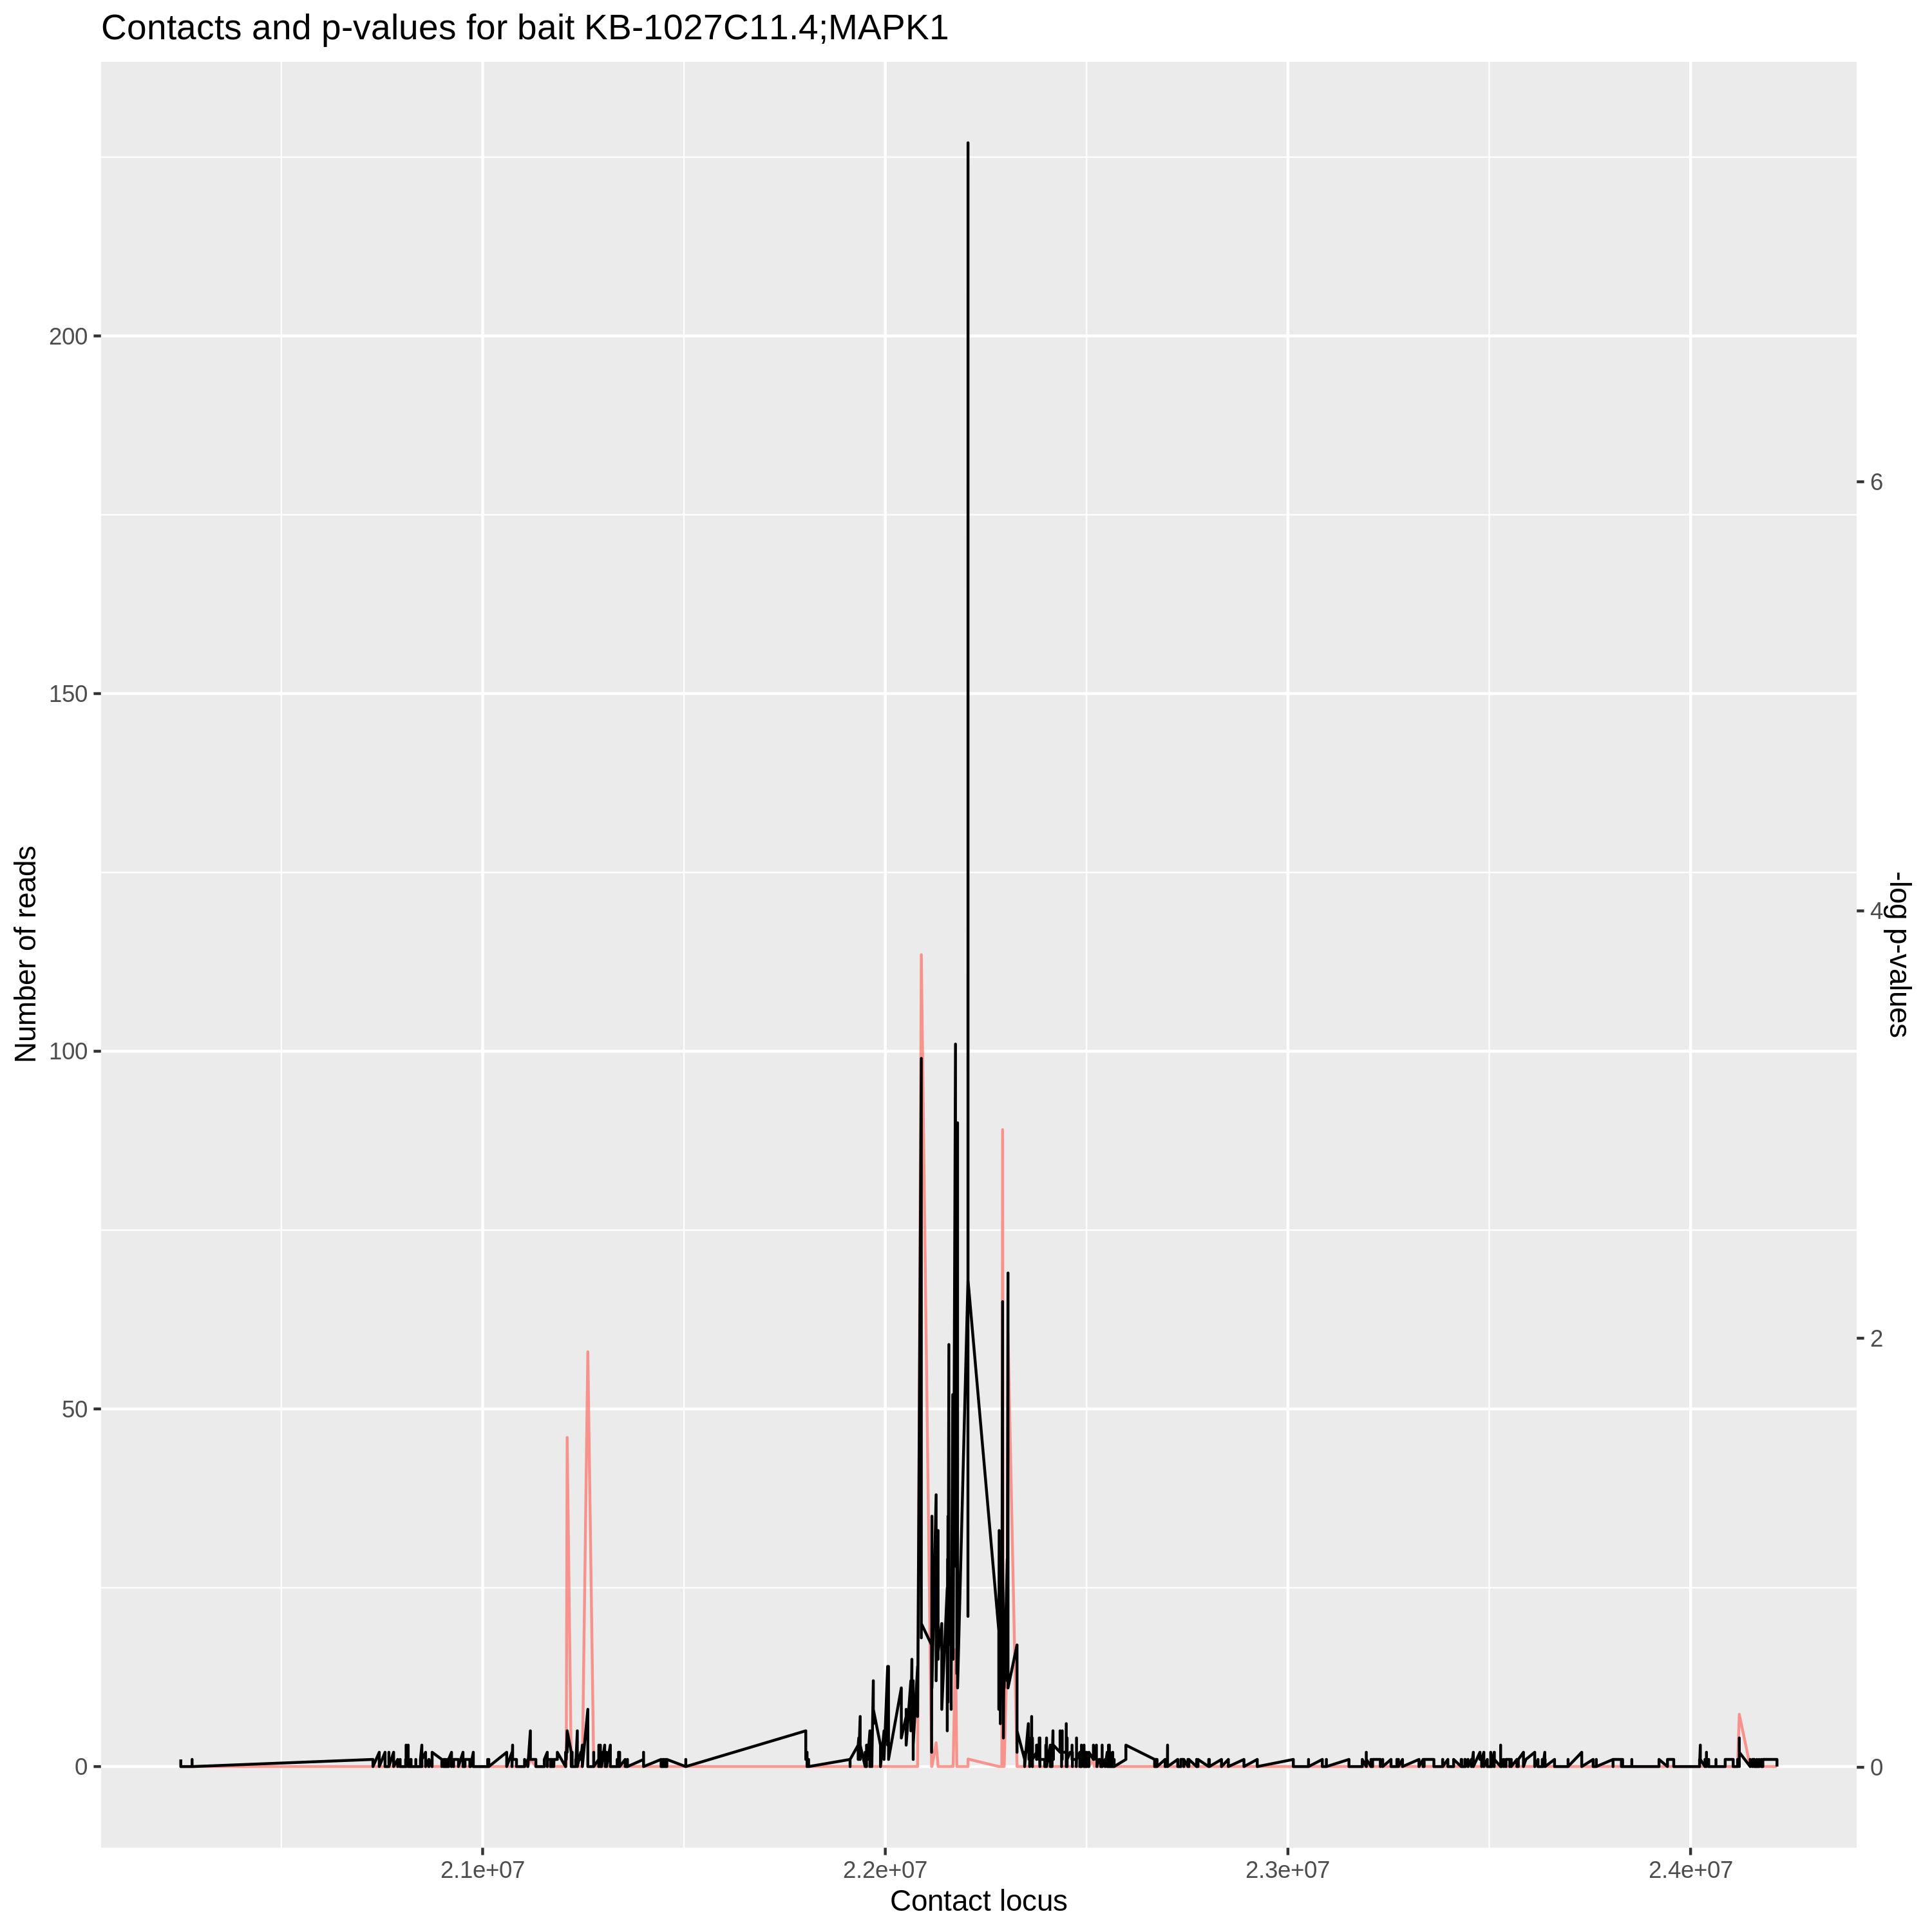 Contacts and p-values for bait KB-1027C11.4;MAPK1
200
150
100
50
0
Number of reads
6
4
2
0
-log p-values
2.1e+07
2.2e+07
2.3e+07
2.4e+07
Contact locus